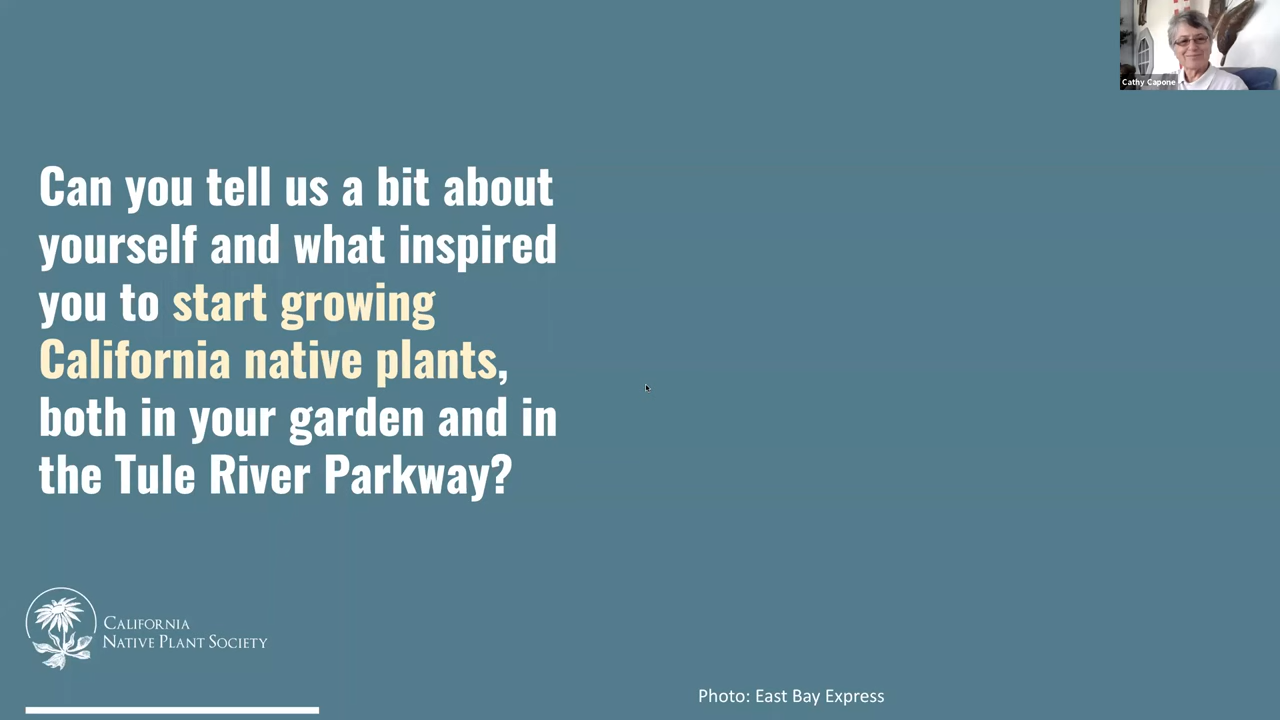 Cathy Capone
Can you tell us a bit about
yourself and what inspired
you to start growing
California native plants,
both in your garden and in
the Tule River Parkway?
California
Native Plant Society
Photo: East Bay Express